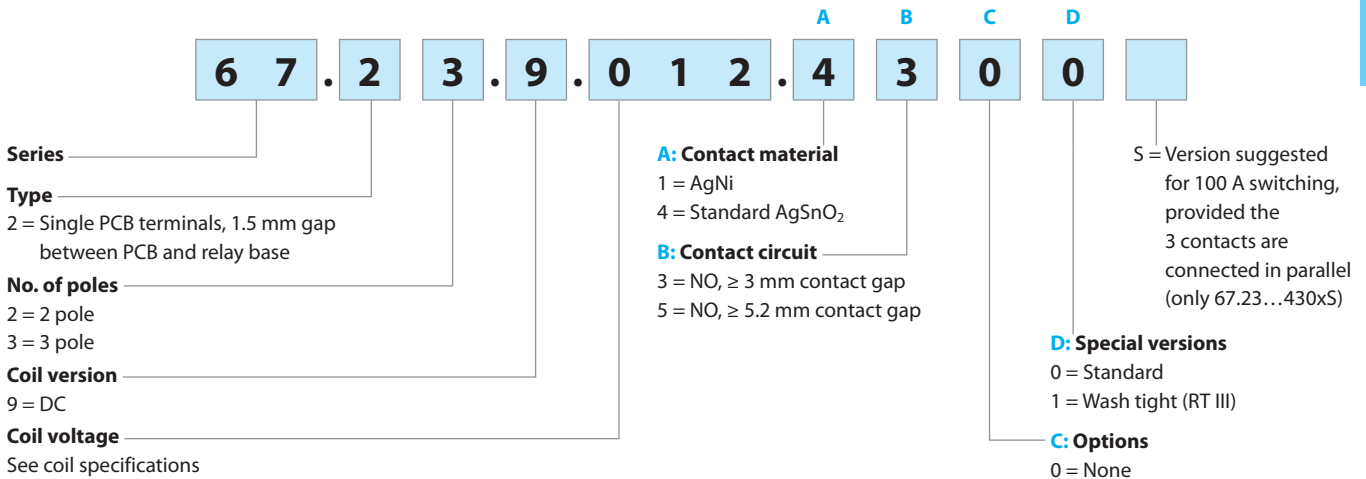 A B C D
6 7 . 2 3 . 9 . 0 1 2 . 4 3 0 0
Series
Type
2 = Single PCB terminals, 1.5 mm gap
between PCB and relay base
No. of poles
2 = 2 pole
3 = 3 pole
Coil version
9 = DC
Coil voltage
See coil specifications
A: Contact material
1 = AgNi
4 = Standard AgSnO₂
B: Contact circuit
3 = NO, ≥ 3 mm contact gap
5 = NO, ≥ 5.2 mm contact gap
S = Version suggested
for 100 A switching,
provided the
3 contacts are
connected in parallel
(only 67.23…430xS)
D: Special versions
0 = Standard
1 = Wash tight (RT III)
C: Options
0 = None